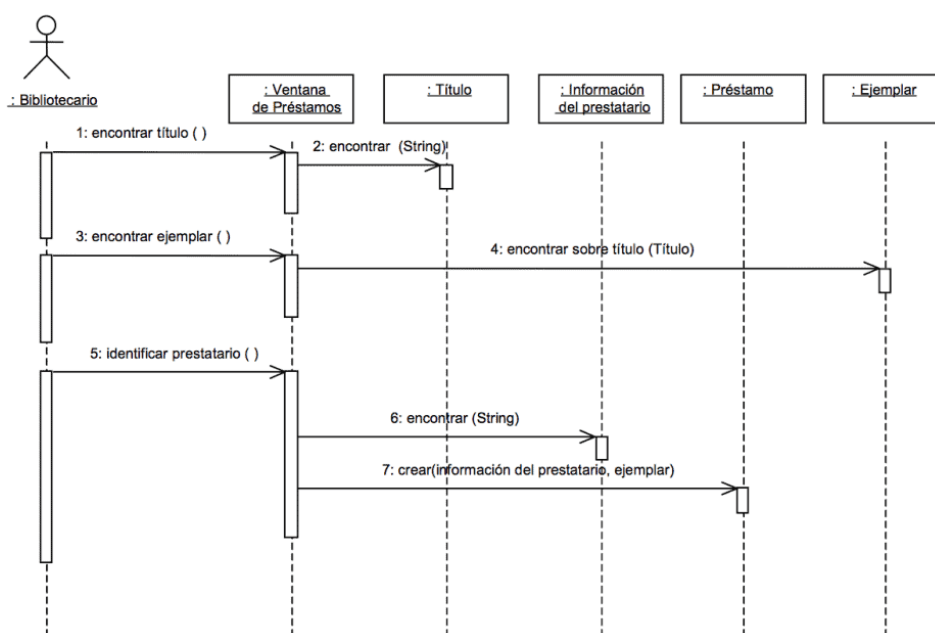 : Bibliotecario
: Ventana
de Préstamos
: Título
: Información
del prestatario
: Préstamo
: Ejemplar
1: encontrar título ( )
2: encontrar (String)
3: encontrar ejemplar ( )
4: encontrar sobre título (Título)
5: identificar prestatario ( )
6: encontrar (String)
7: crear(información del prestatario, ejemplar)